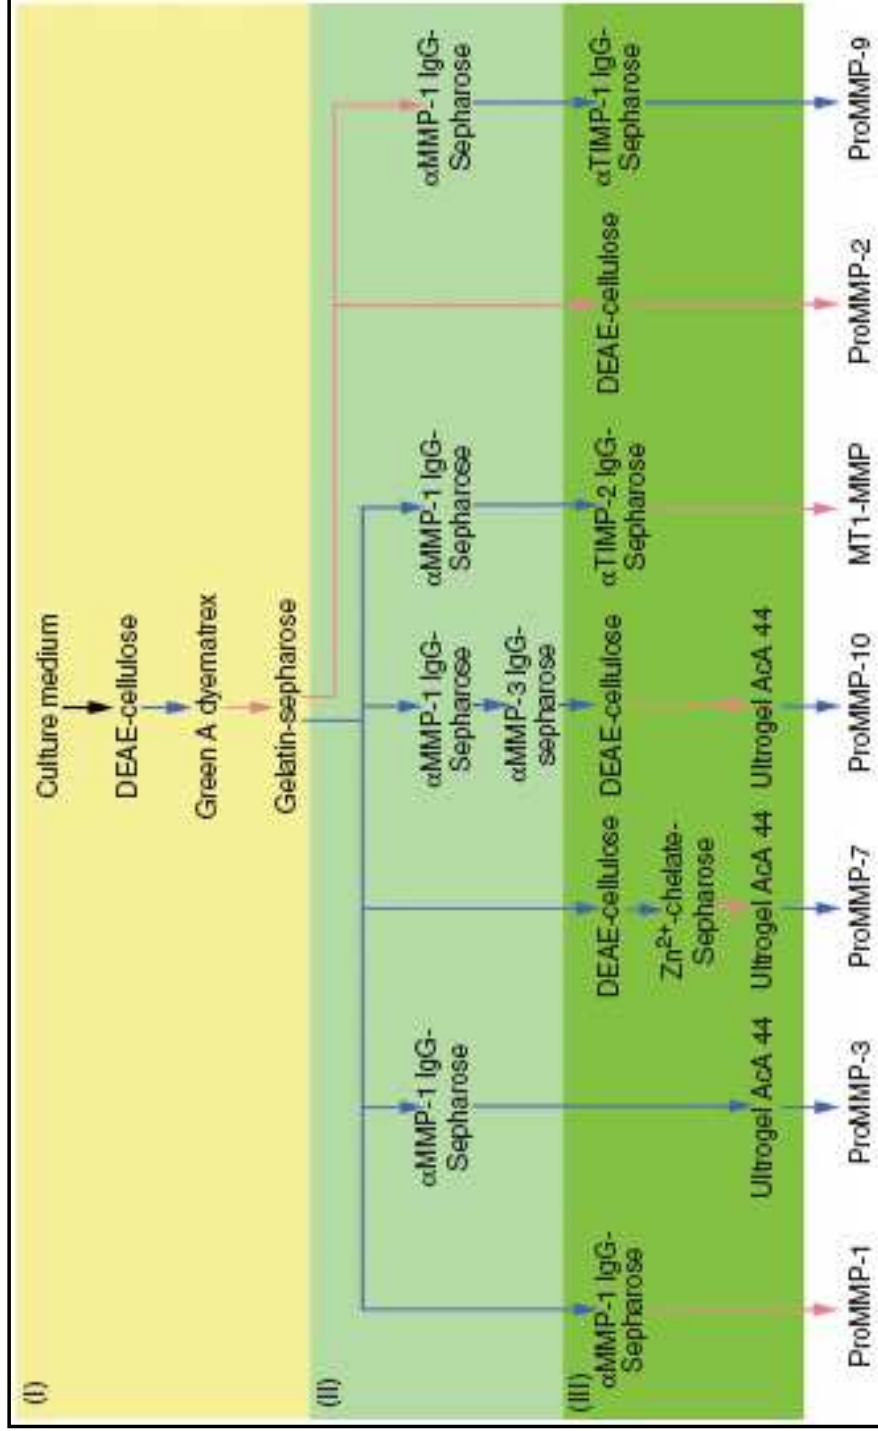 (I)
Culture medium
DEAE-cellulose
Green A dyematrex
Gelatin-sepharose
(II)
αMMP-1 IgG-
Sepharose
αMMP-1 IgG-
Sepharose
αMMP-3 IgG-
sepharose
αMMP-1 IgG-
Sepharose
αMMP-1 IgG-
Sepharose
(III)
αMMP-1 IgG-
Sepharose
Ultrogel AcA 44
DEAE-cellulose
Zn2+-chelate-
Sepharose
Ultrogel AcA 44
DEAE-cellulose
Ultrogel AcA 44
αTIMP-2 IgG-
Sepharose
DEAE-cellulose
αTIMP-1 IgG-
Sepharose
ProMMP-1
ProMMP-3
ProMMP-7
ProMMP-10
MT1-MMP
ProMMP-2
ProMMP-9